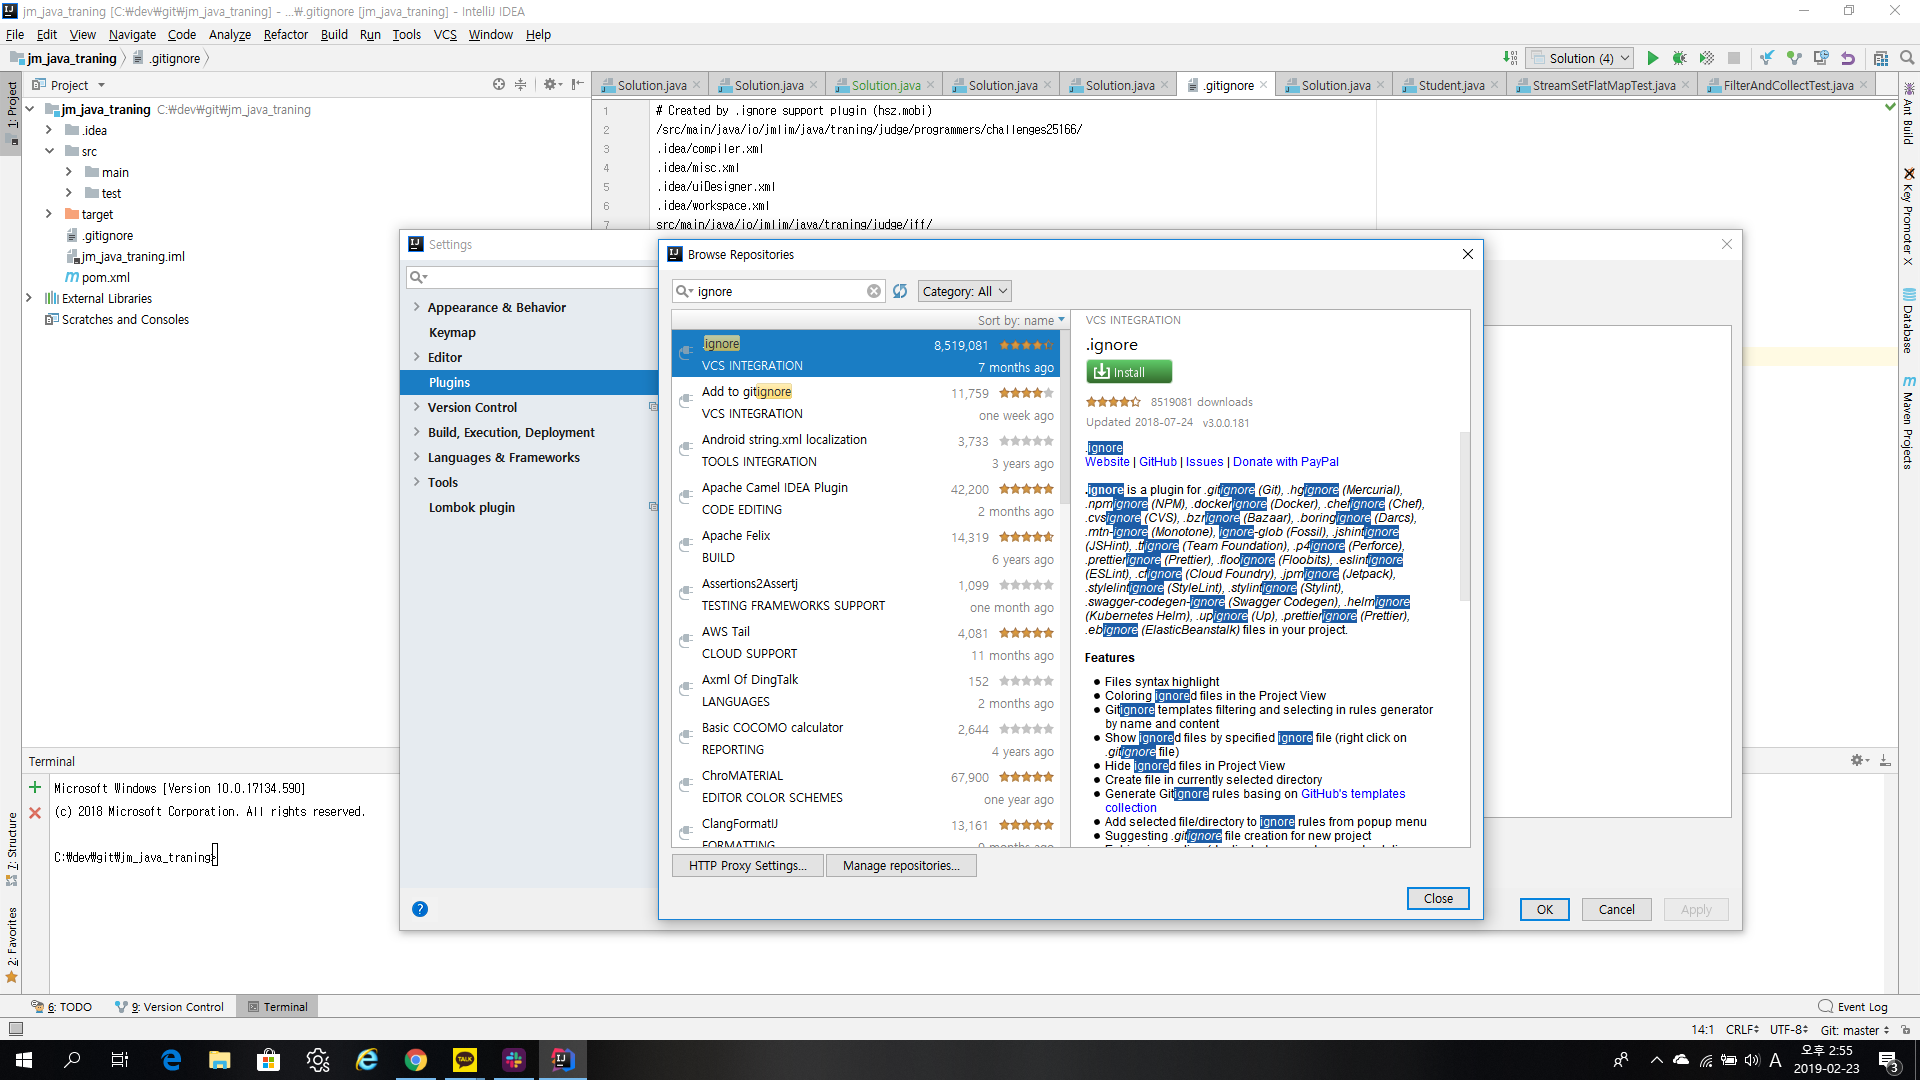 jm_java_traning [C:₩dev₩git₩jm_java_traning] - ...₩.gitignore [jm_java_traning] - IntelliJ IDEA
File Edit View Navigate Code Analyze Refactor Build Run Tools VCS Window Help
jm_java_traning .gitignore
Solution (4)
1: Project
7: Structure
2: Favorites
Project
Solution.java Solution.java Solution.java Solution.java Solution.java .gitignore Solution.java Student.java StreamSetFlatMapTest.java FilterAndCollectTest.java
jm_java_traning C:₩dev₩git₩jm_java_traning
.idea
src
main
test
target
.gitignore
jm_java_traning.iml
pom.xml
External Libraries
Scratches and Consoles
1 # Created by .ignore support plugin (hsz.mobi)
2 /src/main/java/io/jmlim/java/traning/judge/programmers/challenges25166/
3 .idea/compiler.xml
4 .idea/misc.xml
5 .idea/uiDesigner.xml
6 .idea/workspace.xml
7 src/main/java/io/jmlim/java/traning/judge/iff/
Ant Build
Key Promoter X
Database
Maven Projects
Settings
Appearance & Behavior
Keymap
Editor
Plugins
Version Control
Build, Execution, Deployment
Languages & Frameworks
Tools
Lombok plugin
OK Cancel Apply
Browse Repositories
ignore
Category: All
Sort by: name
.ignore 8,519,081
VCS INTEGRATION 7 months ago
Add to gitignore 11,759
VCS INTEGRATION one week ago
Android string.xml localization 3,733
TOOLS INTEGRATION 3 years ago
Apache Camel IDEA Plugin 42,200
CODE EDITING 2 months ago
Apache Felix 14,319
BUILD 6 years ago
Assertions2Assertj 1,099
TESTING FRAMEWORKS SUPPORT one month ago
AWS Tail 4,081
CLOUD SUPPORT 11 months ago
Axml Of DingTalk 152
LANGUAGES 2 months ago
Basic COCOMO calculator 2,644
REPORTING 4 years ago
ChroMATERIAL 67,900
EDITOR COLOR SCHEMES one year ago
ClangFormatIJ 13,161
FORMATTING
VCS INTEGRATION
.ignore
Install
8519081 downloads
Updated 2018-07-24 v3.0.0.181
.ignore
Website | GitHub | Issues | Donate with PayPal
.ignore is a plugin for .gitignore (Git), .hgignore (Mercurial),
.npmignore (NPM), .dockerignore (Docker), .chefignore (Chef),
.cvsignore (CVS), .bzrignore (Bazaar), .boringignore (Darcs),
.mtn-ignore (Monotone), ignore-glob (Fossil), .jshintignore
(JSHint), .tfignore (Team Foundation), .p4ignore (Perforce),
.prettierignore (Prettier), .flooignore (Floobits), .eslintignore
(ESLint), .cfignore (Cloud Foundry), .jpmignore (Jetpack),
.stylelintignore (StyleLint), .stylintignore (Stylint),
.swagger-codegen-ignore (Swagger Codegen), .helmignore
(Kubernetes Helm), .upignore (Up), .prettierignore (Prettier),
.ebignore (ElasticBeanstalk) files in your project.
Features
● Files syntax highlight
● Coloring ignored files in the Project View
● Gitignore templates filtering and selecting in rules generator
by name and content
● Show ignored files by specified ignore file (right click on
.gitignore file)
● Hide ignored files in Project View
● Create file in currently selected directory
● Generate Gitignore rules basing on GitHub's templates
collection
● Add selected file/directory to ignore rules from popup menu
● Suggesting .gitignore file creation for new project
HTTP Proxy Settings... Manage repositories...
Close
Terminal
Microsoft Windows [Version 10.0.17134.590]
(c) 2018 Microsoft Corporation. All rights reserved.
C:₩dev₩git₩jm_java_traning>
6: TODO 9: Version Control Terminal Event Log
14:1 CRLF UTF-8 Git: master
TALK
A
오후 2:55
2019-02-23
3